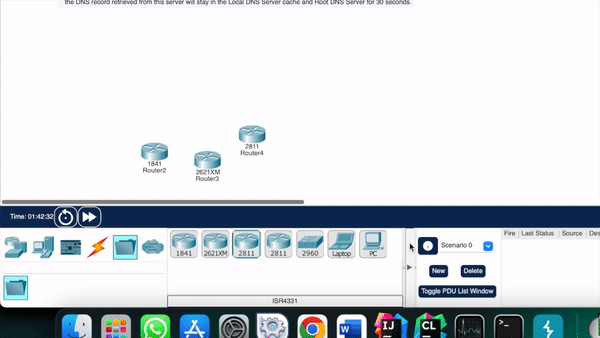 the DNS record retrieved from this server will stay in the Local DNS Server cache and Root DNS Server for 30 seconds.
2811
Router4
1841
Router2
2621XM
Router3
Time: 01:42:32
1841
2621XM
2811
2811
2960
Laptop
PC
Scenario 0
Fire
Last Status
Source
Des
New
Delete
Toggle PDU List Window
ISR4331
W
IJ
CL
>_